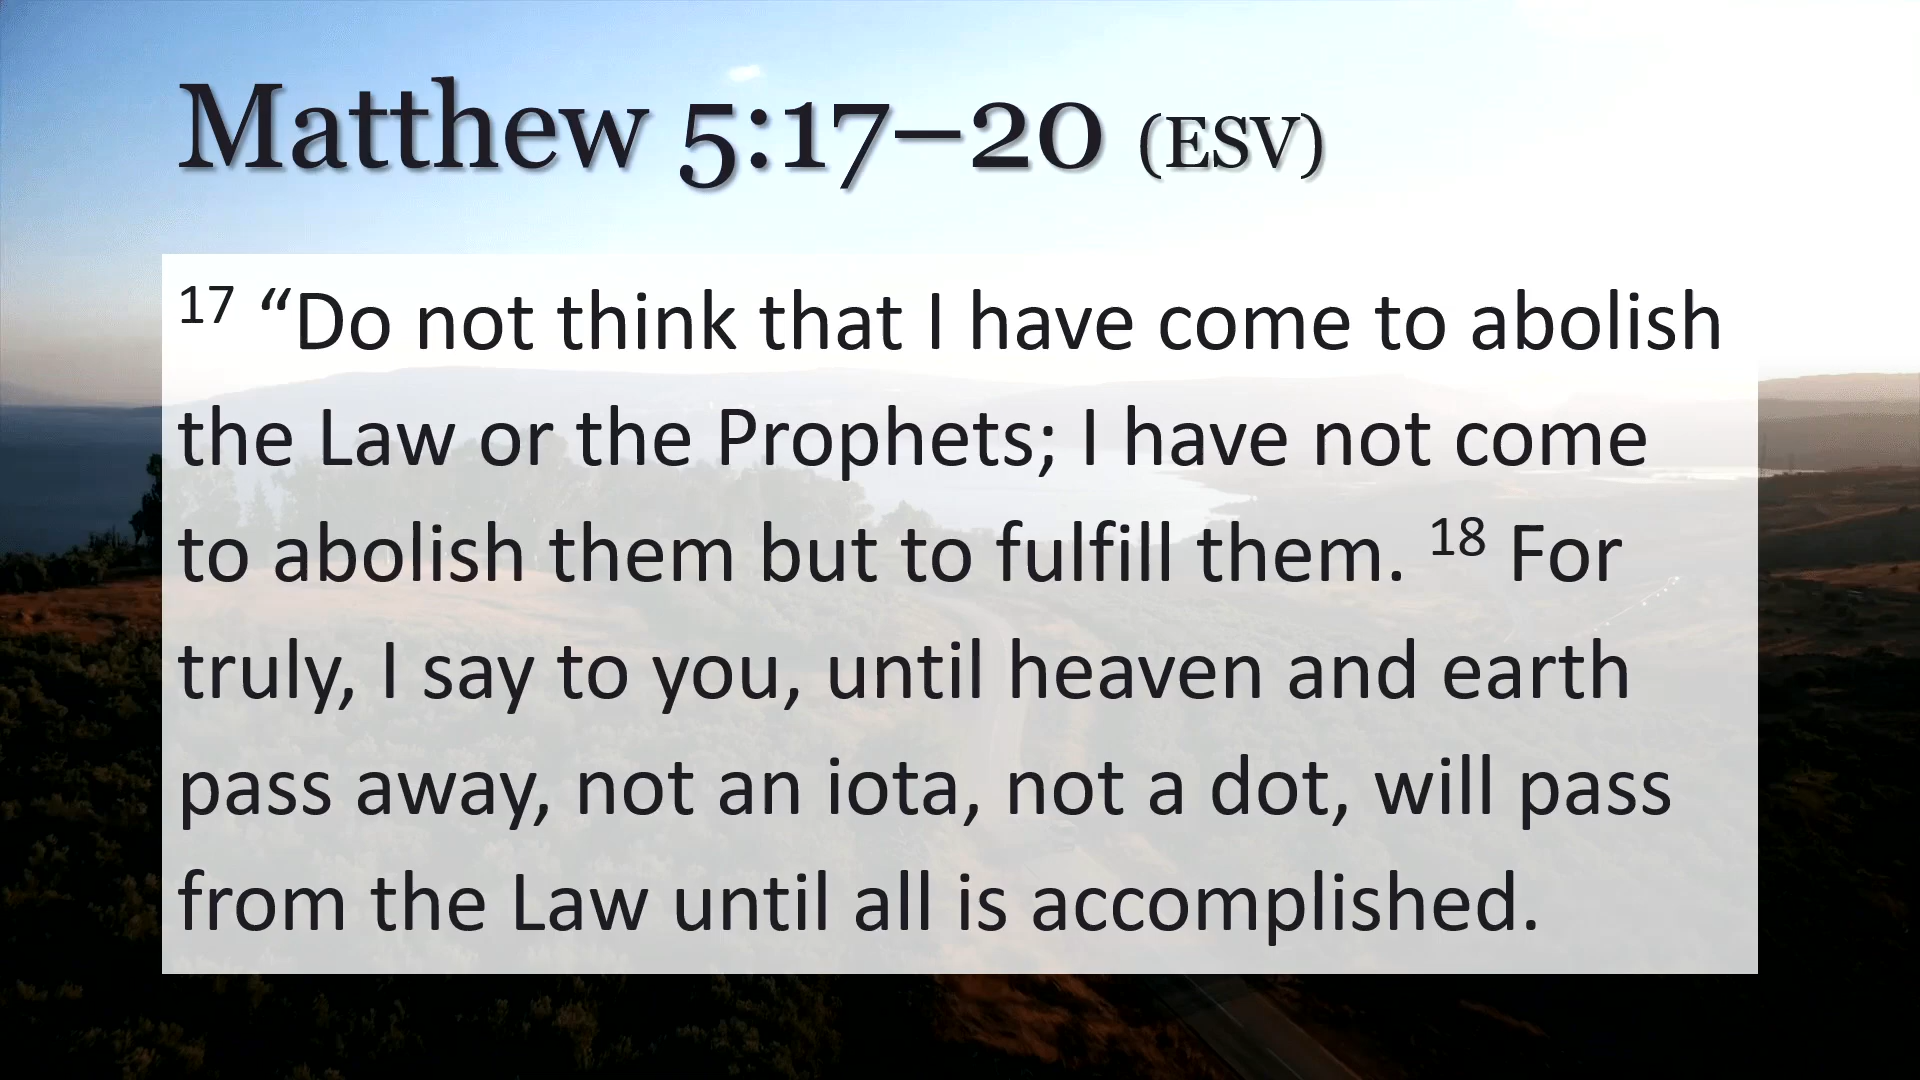 Matthew 5:17–20 (ESV)
17 “Do not think that I have come to abolish
the Law or the Prophets; I have not come
to abolish them but to fulfill them. 18 For
truly, I say to you, until heaven and earth
pass away, not an iota, not a dot, will pass
from the Law until all is accomplished.